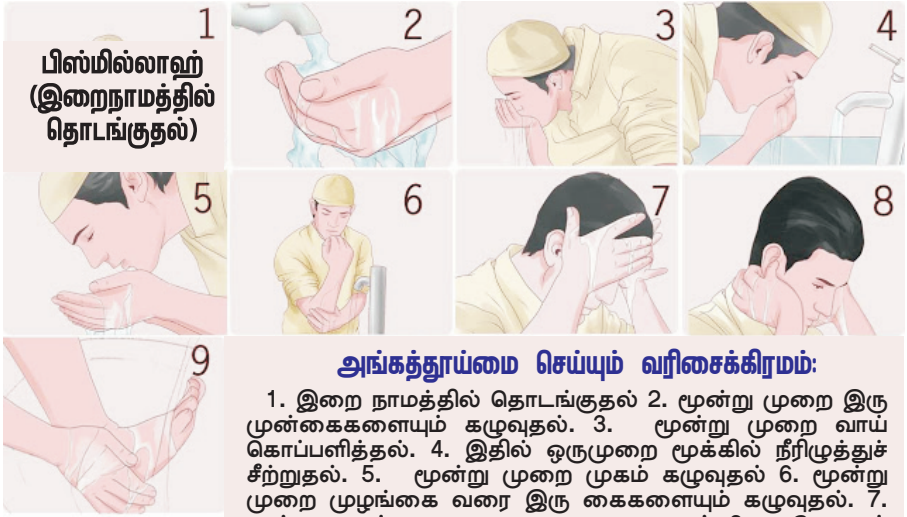 1
பிஸ்மில்லாஹ்
(இறைநாமத்தில்
தொடங்குதல்)
2
3
4
5
6
7
8
9
அங்கத்தூய்மை செய்யும் வரிசைக்கிரமம்:
1. இறை நாமத்தில் தொடங்குதல் 2. மூன்று முறை இரு
முன்கைகளையும் கழுவுதல். 3. மூன்று முறை வாய்
கொப்பளித்தல். 4. இதில் ஒருமுறை மூக்கில் நீரிழுத்துச்
சீற்றுதல். 5. மூன்று முறை முகம் கழுவுதல் 6. மூன்று
முறை முழங்கை வரை இரு கைகளையும் கழுவுதல். 7.